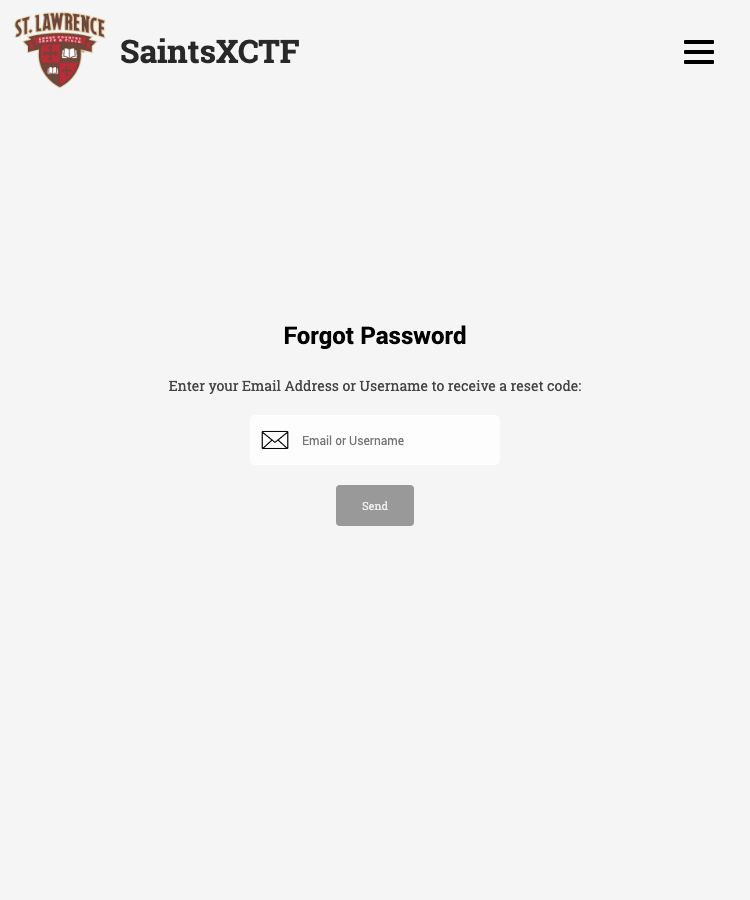 ST. LAWRENCE
SaintsXCTF
Forgot Password
Enter your Email Address or Username to receive a reset code:
Email or Username
Send